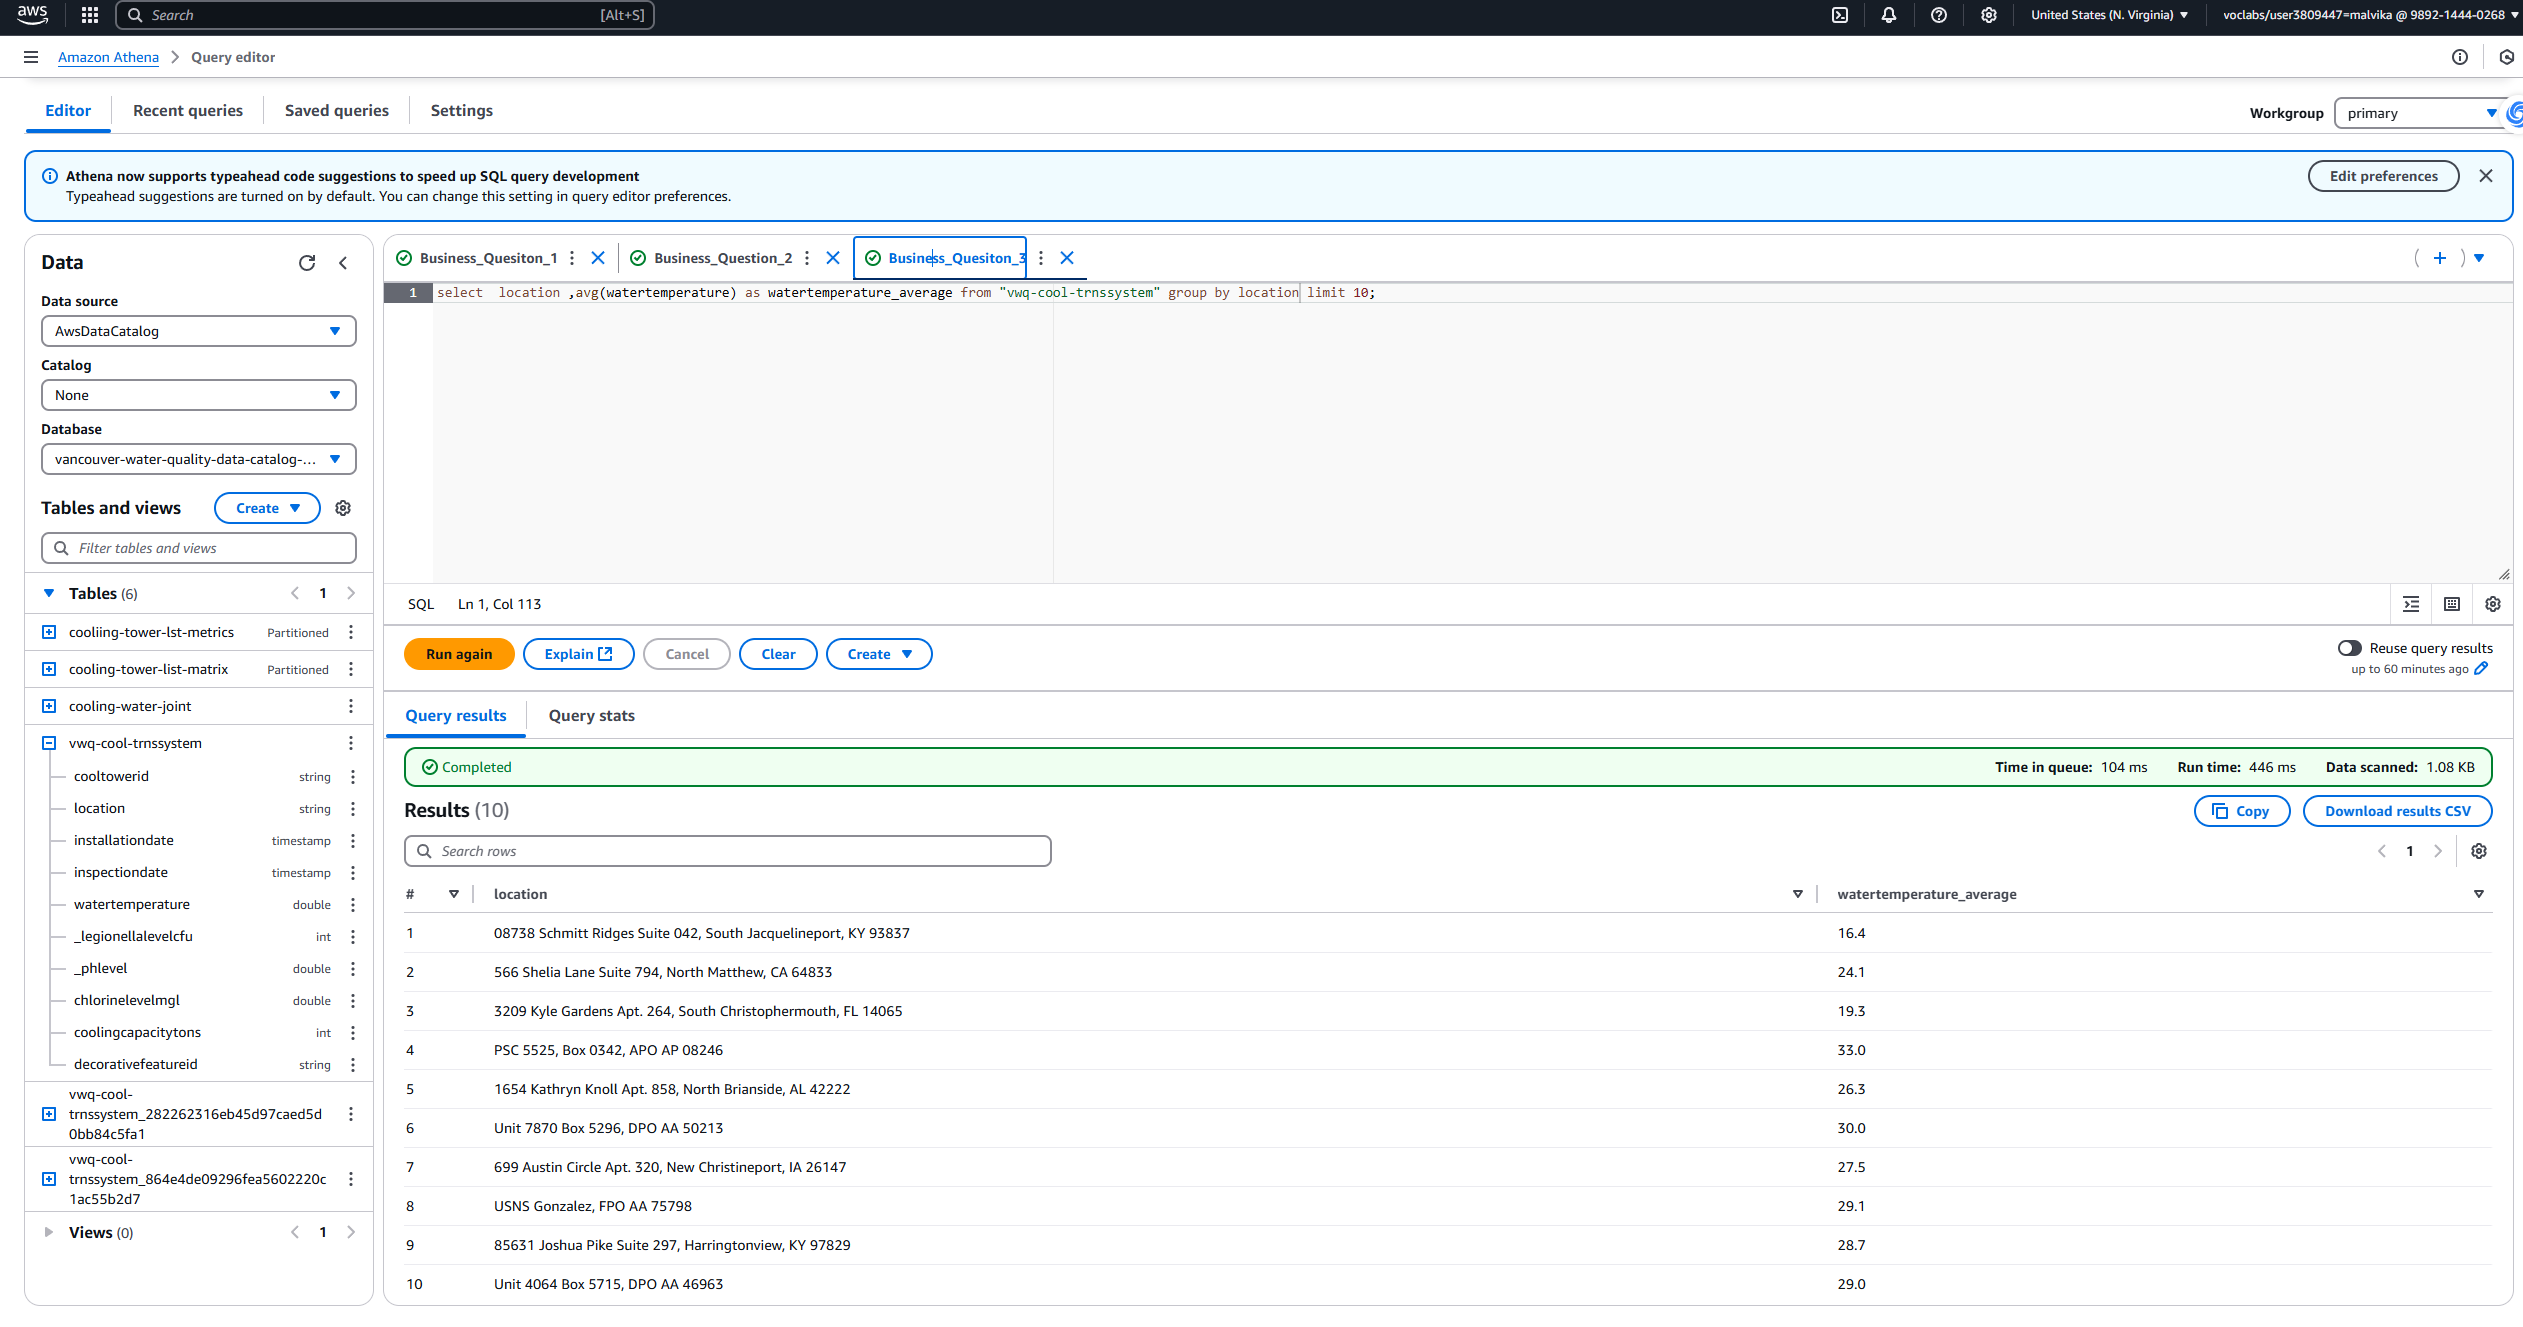 aws
Search [Alt+S]
United States (N. Virginia)
voclabs/user3809447=malvika @ 9892-1444-0268
Amazon Athena
Query editor
Editor
Recent queries
Saved queries
Settings
Workgroup
primary
Athena now supports typeahead code suggestions to speed up SQL query development
Typeahead suggestions are turned on by default. You can change this setting in query editor preferences.
Edit preferences
Data
Data source
AwsDataCatalog
Catalog
None
Database
vancouver-water-quality-data-catalog-...
Tables and views
Create
Filter tables and views
Tables (6)
1
cooliing-tower-lst-metrics Partitioned
cooling-tower-list-matrix Partitioned
cooling-water-joint
vwq-cool-trnssystem
cooltowerid string
location string
installationdate timestamp
inspectiondate timestamp
watertemperature double
_legionellalevelcfu int
_phlevel double
chlorinelevelmgl double
coolingcapacitytons int
decorativefeatureid string
vwq-cool-
trnssystem_282262316eb45d97caed5d
0bb84c5fa1
vwq-cool-
trnssystem_864e4de09296fea5602220c
1ac55b2d7
Views (0)
1
Business_Quesiton_1
Business_Question_2
Business_Quesiton_3
1 select  location ,avg(watertemperature) as watertemperature_average from "vwq-cool-trnssystem" group by location limit 10;
SQL Ln 1, Col 113
Run again
Explain
Cancel
Clear
Create
Reuse query results
up to 60 minutes ago
Query results
Query stats
Completed
Time in queue: 104 ms
Run time: 446 ms
Data scanned: 1.08 KB
Results (10)
Copy
Download results CSV
Search rows
1
# location watertemperature_average
1 08738 Schmitt Ridges Suite 042, South Jacquelineport, KY 93837 16.4
2 566 Shelia Lane Suite 794, North Matthew, CA 64833 24.1
3 3209 Kyle Gardens Apt. 264, South Christophermouth, FL 14065 19.3
4 PSC 5525, Box 0342, APO AP 08246 33.0
5 1654 Kathryn Knoll Apt. 858, North Brianside, AL 42222 26.3
6 Unit 7870 Box 5296, DPO AA 50213 30.0
7 699 Austin Circle Apt. 320, New Christineport, IA 26147 27.5
8 USNS Gonzalez, FPO AA 75798 29.1
9 85631 Joshua Pike Suite 297, Harringtonview, KY 97829 28.7
10 Unit 4064 Box 5715, DPO AA 46963 29.0